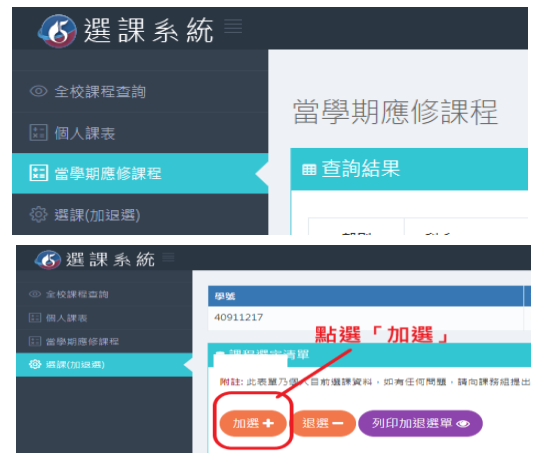 選課系統
全校課程查詢
個人課表
當學期應修課程
選課(加退選)
當學期應修課程
查詢結果
選課系統
全校課程查詢
個人課表
當學期應修課程
選課(加退選)
學號
40911217
點選「加選」
課程選定清單
附註: 此表單乃個人目前選課資料，如有任何問題，請向課務組提出
加選
退選
列印加退選單